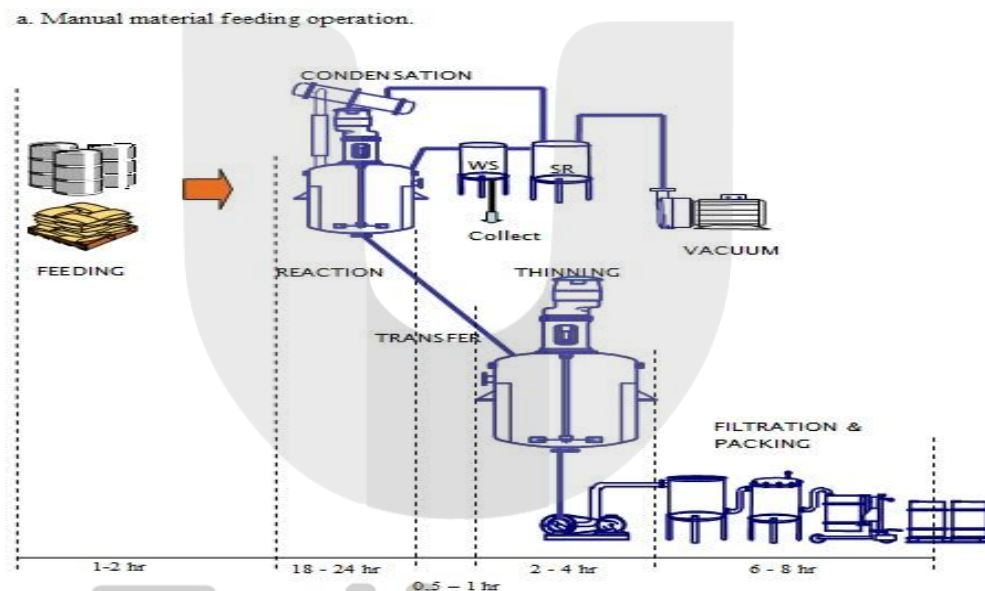 a. Manual material feeding operation.
CONDENSATION
WS
SR
Collect
VACUUM
FEEDING
REACTION
THINNING
TRANSFER
FILTRATION &
PACKING
1-2 hr
18 - 24 hr
0.5 – 1 hr
2 - 4 hr
6 - 8 hr